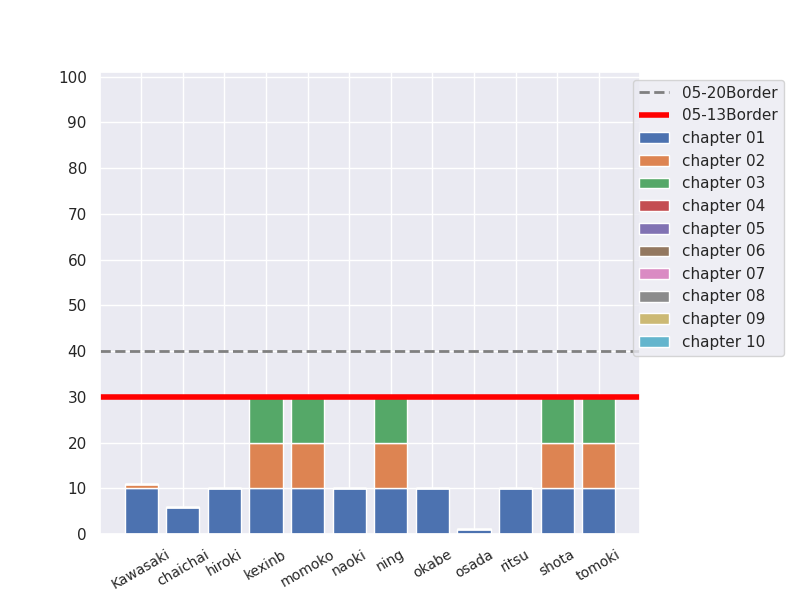 100
90
80
70
60
50
40
30
20
10
0
Kawasaki
chaichai
hiroki
kexinb
momoko
naoki
ning
okabe
osada
ritsu
shota
tomoki
05-20Border
05-13Border
chapter 01
chapter 02
chapter 03
chapter 04
chapter 05
chapter 06
chapter 07
chapter 08
chapter 09
chapter 10